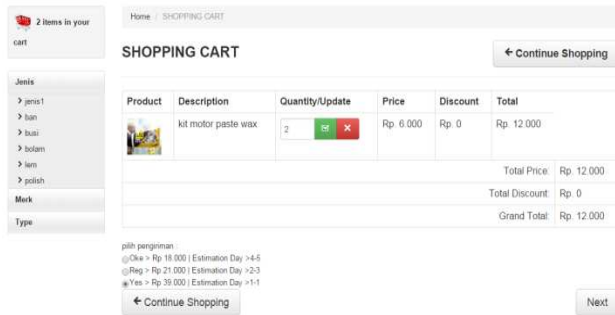 2 items in your
cart
Home / SHOPPING CART
SHOPPING CART
Continue Shopping
Jenis
jenis1
ban
busi
bolam
lem
polish
Merk
Type
Product Description Quantity/Update Price Discount Total
kit motor paste wax 2 Rp. 6.000 Rp. 0 Rp. 12.000
Total Price: Rp. 12.000
Total Discount: Rp. 0
Grand Total: Rp. 12.000
pilih pengiriman :
Oke > Rp 18.000 | Estimation Day >4-5
Reg > Rp 21.000 | Estimation Day >2-3
Yes > Rp 39.000 | Estimation Day >1-1
Continue Shopping
Next